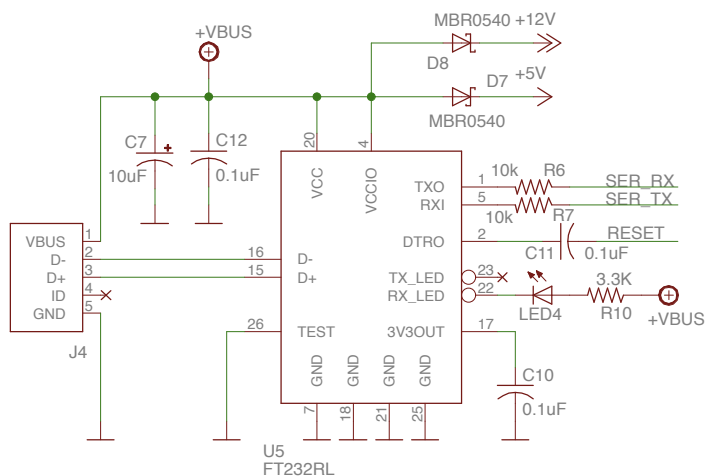 MBR0540 +12V
+VBUS
D8
D7 +5V
MBR0540
C7
10uF
C12
0.1uF
20
4
VCC
VCCIO
10k R6
TXO 1 SER_RX
RXI 5 SER_TX
10k R7
DTRO 2 RESET
C11 0.1uF
VBUS 1
D- 2
D+ 3
ID 4
GND 5
J4
16 D-
15 D+
TX_LED 23
RX_LED 22
3.3K
LED4 R10
+VBUS
26 TEST
3V3OUT 17
GND GND GND GND
7 18 21 25
C10
0.1uF
U5
FT232RL